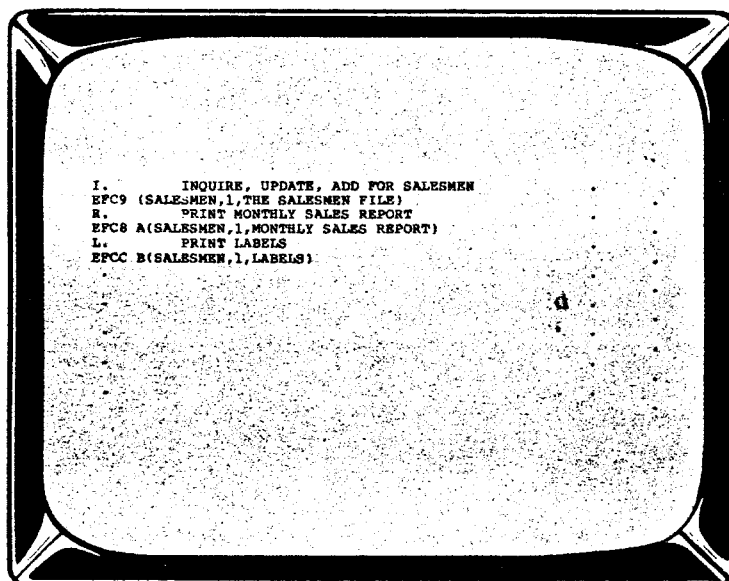 I. INQUIRE, UPDATE, ADD FOR SALESMEN
EFC9 (SALESMEN,1,THE SALESMEN FILE)
R. PRINT MONTHLY SALES REPORT
EFC8 A(SALESMEN,1,MONTHLY SALES REPORT)
L. PRINT LABELS
EFCC B(SALESMEN,1,LABELS)
d